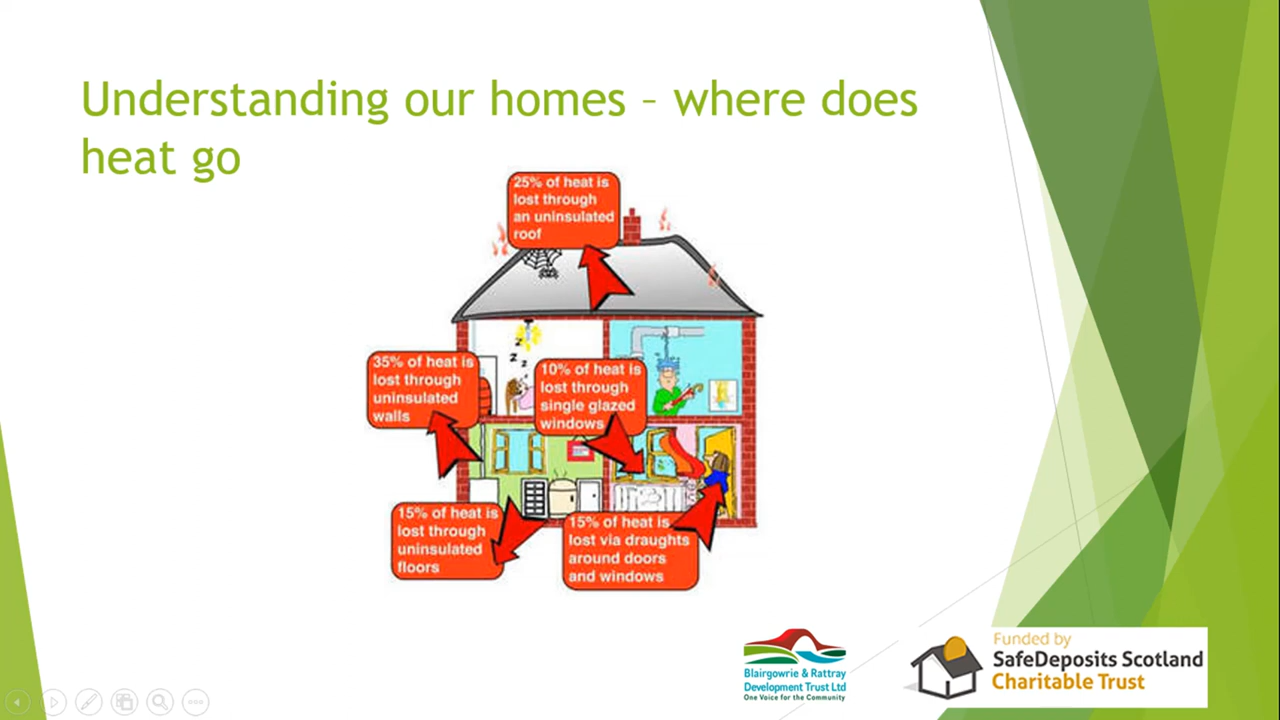 Understanding our homes – where does
heat go
25% of heat is
lost through
an uninsulated
roof
35% of heat is
lost through
uninsulated
walls
10% of heat is
lost through
single glazed
windows
z
z
z
15% of heat is
lost through
uninsulated
floors
15% of heat is
lost via draughts
around doors
and windows
Blairgowrie & Rattray
Development Trust Ltd
One Voice for the Community
Funded by
SafeDeposits Scotland
Charitable Trust